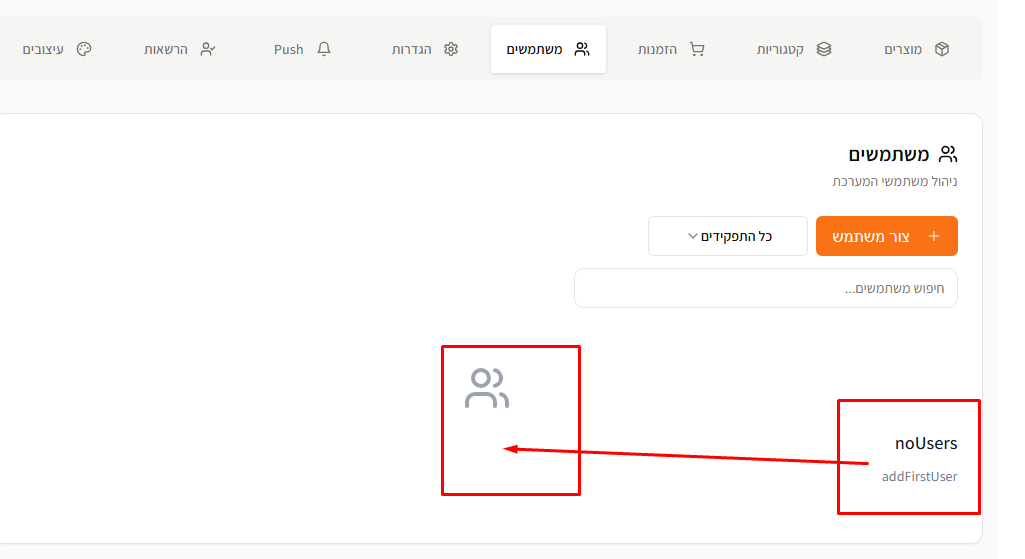 מוצרים קטגוריות הזמנות משתמשים הגדרות Push הרשאות עיצובים
משתמשים
ניהול משתמשי המערכת
צור משתמש כל התפקידים
חיפוש משתמשים...
noUsers
addFirstUser